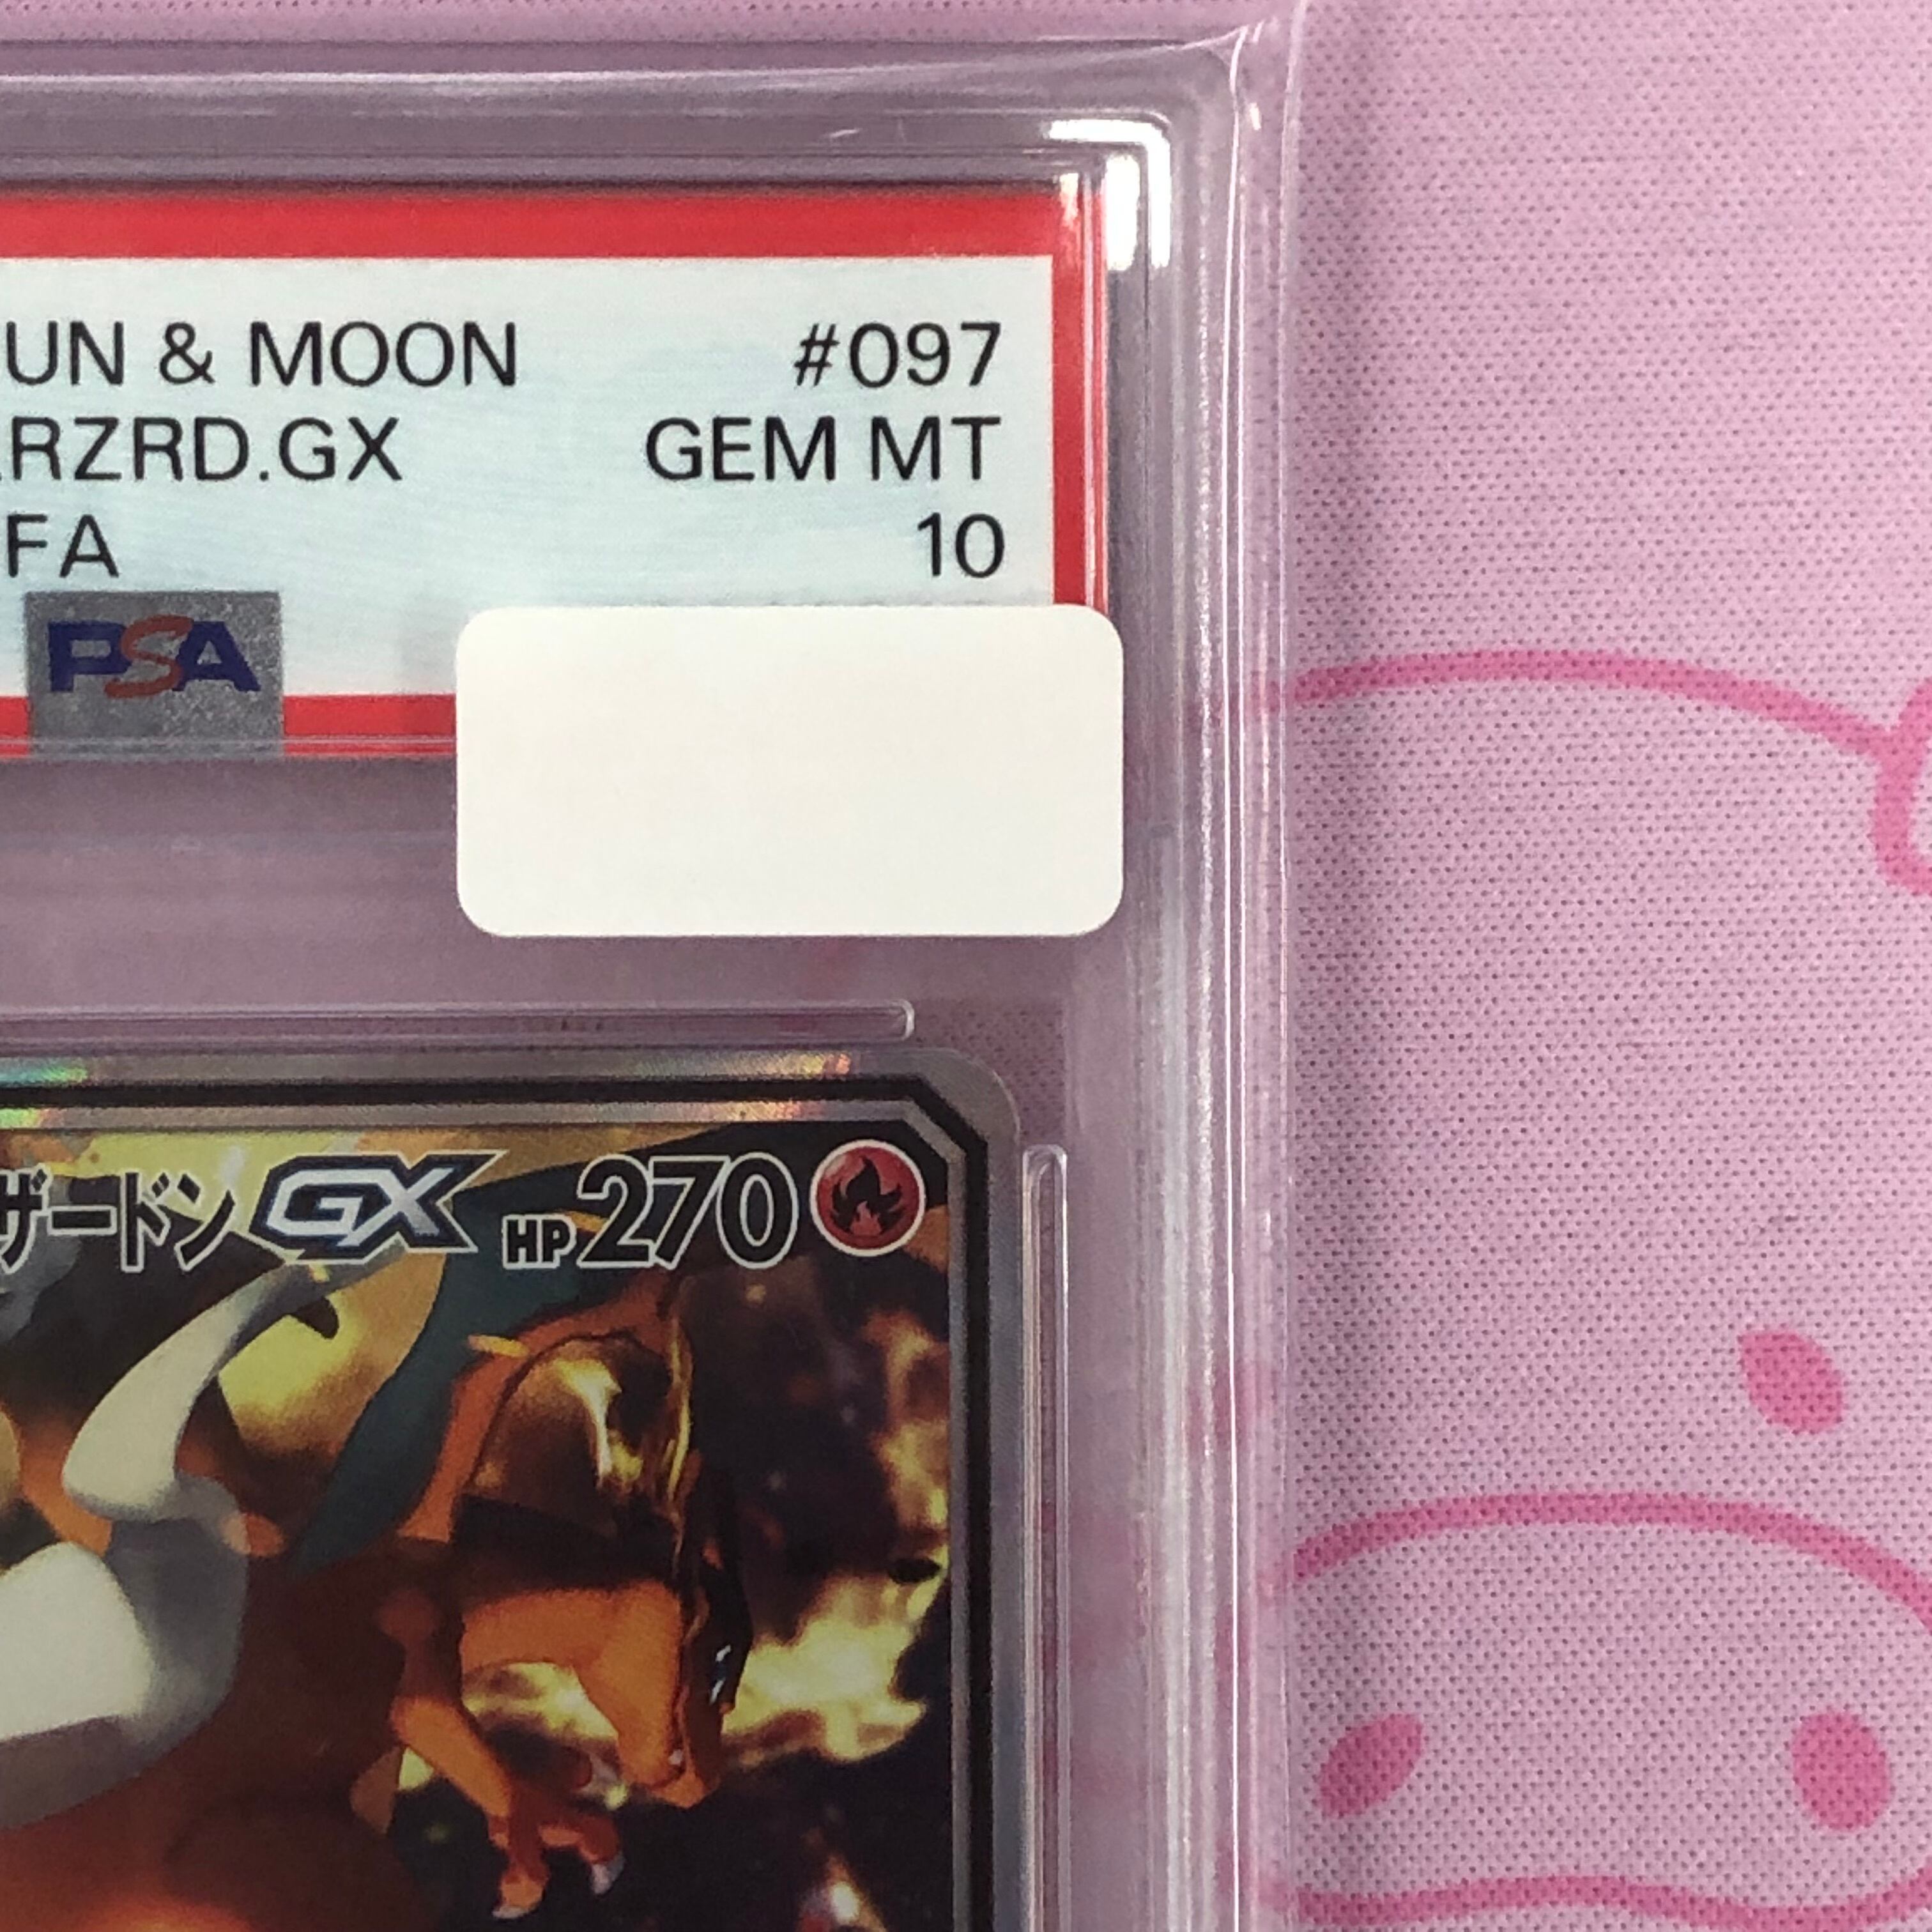 UN & MOON #097
RZRD.GX GEM MT
FA 10
PSA
ザードン GX HP 270